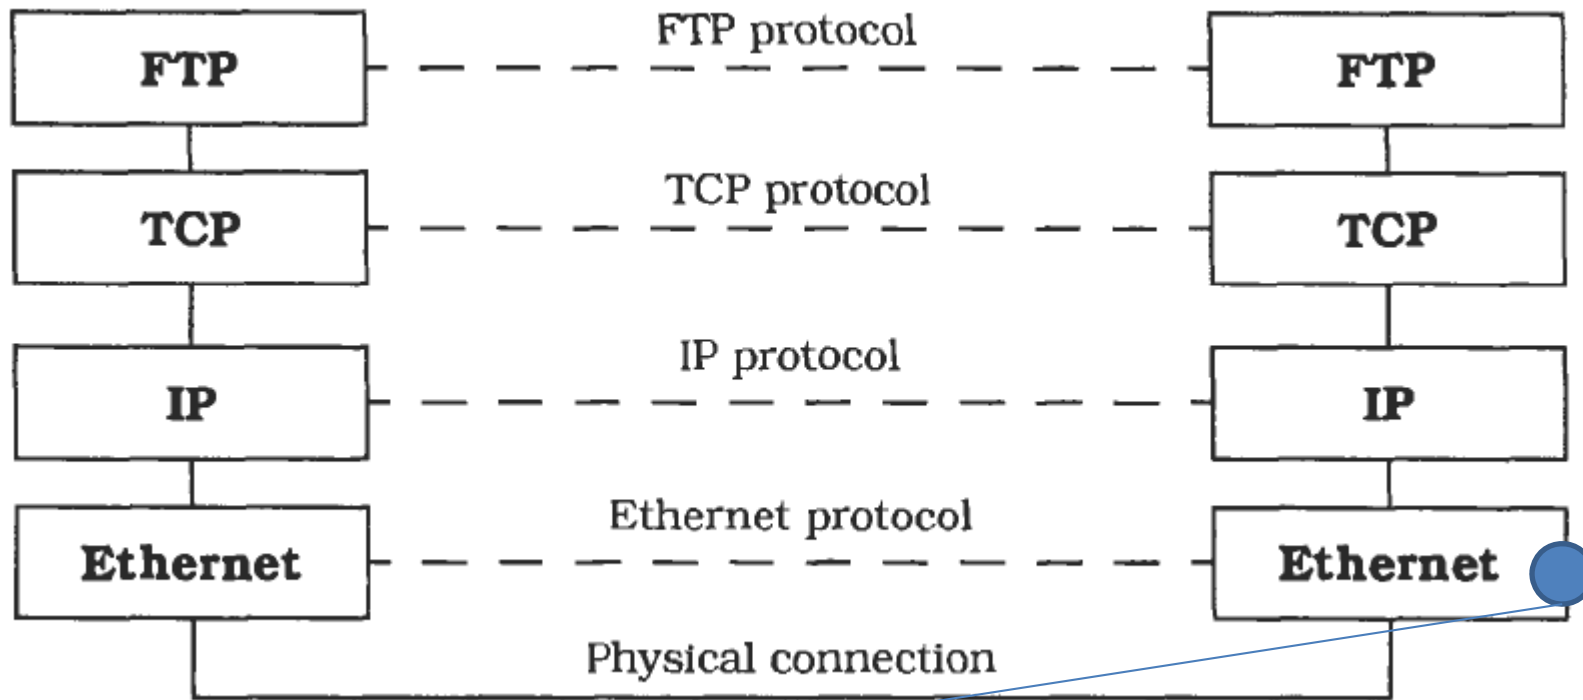 FTP protocol
FTP
FTP
TCP protocol
TCP
TCP
IP protocol
IP
IP
Ethernet protocol
Ethernet
Ethernet
Physical connection